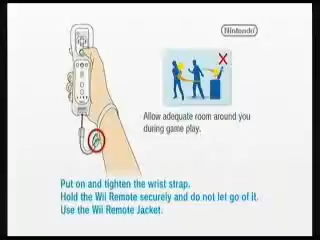 Nintendo
Allow adequate room around you
during game play.
Put on and tighten the wrist strap.
Hold the Wii Remote securely and do not let go of it.
Use the Wii Remote Jacket.